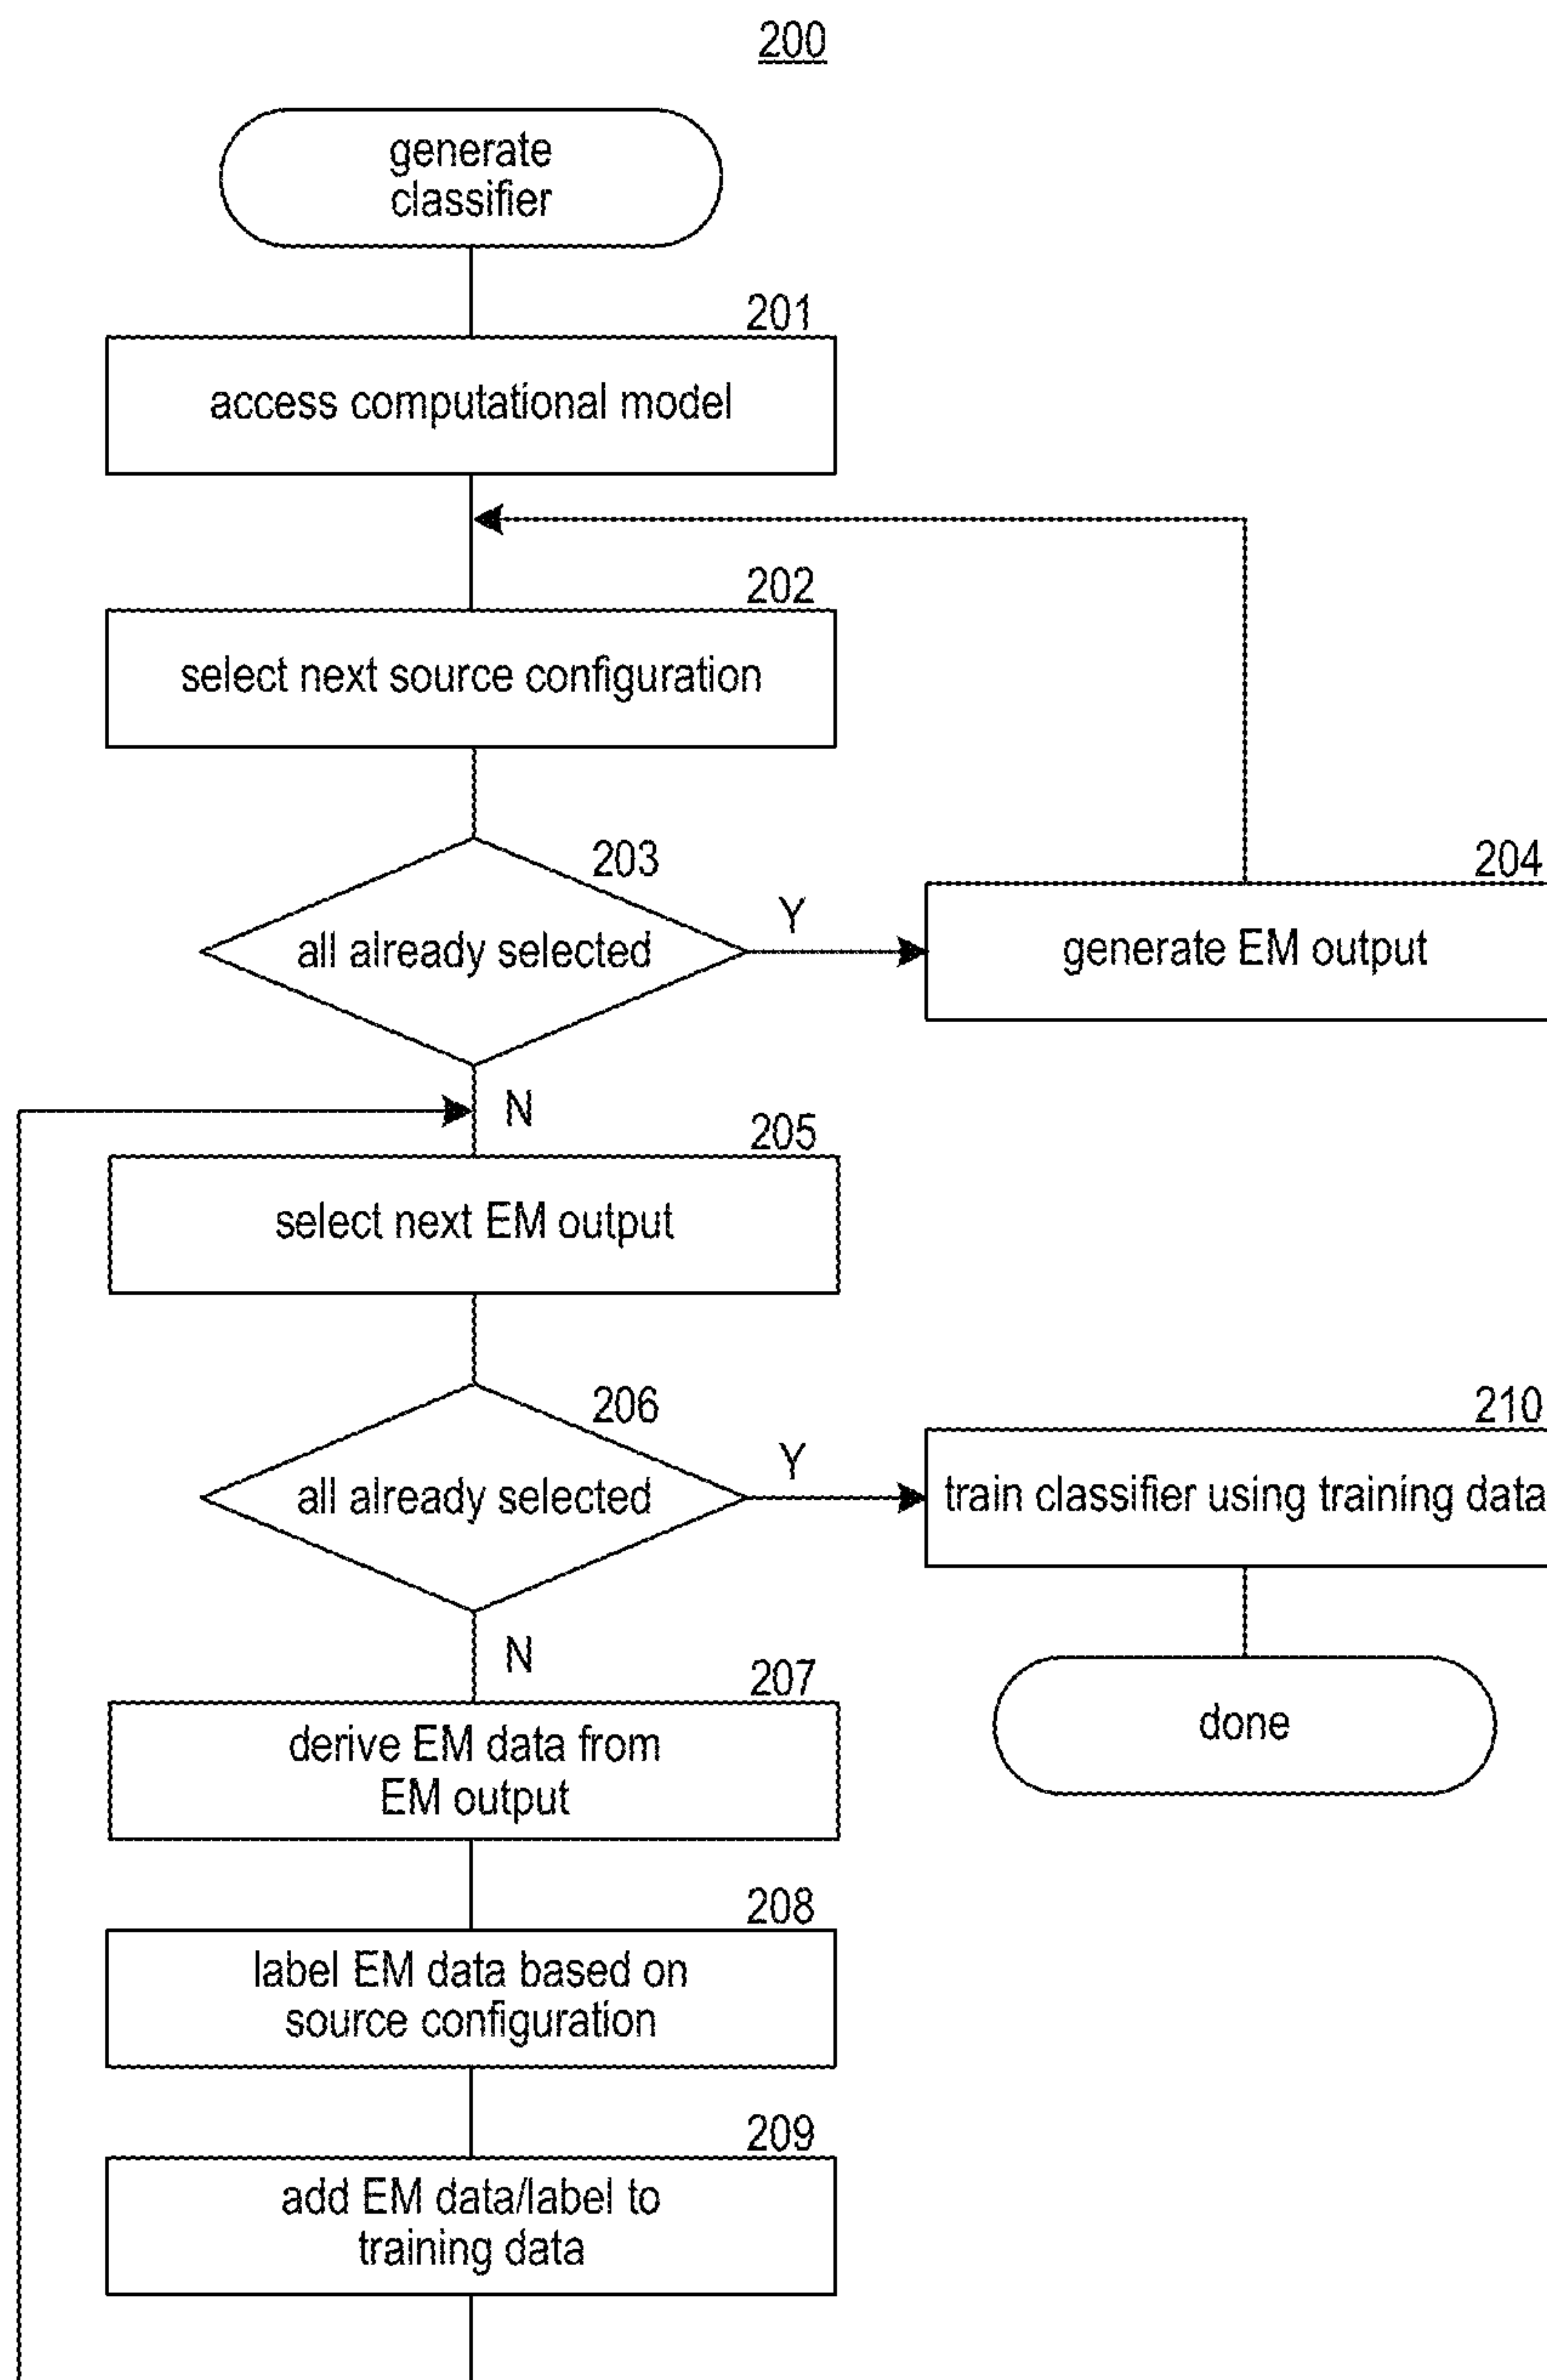 200
generate
classifier
201
access computational model
202
select next source configuration
203
all already selected
Y
204
generate EM output
N
205
select next EM output
206
all already selected
Y
210
train classifier using training data
N
done
207
derive EM data from
EM output
208
label EM data based on
source configuration
209
add EM data/label to
training data